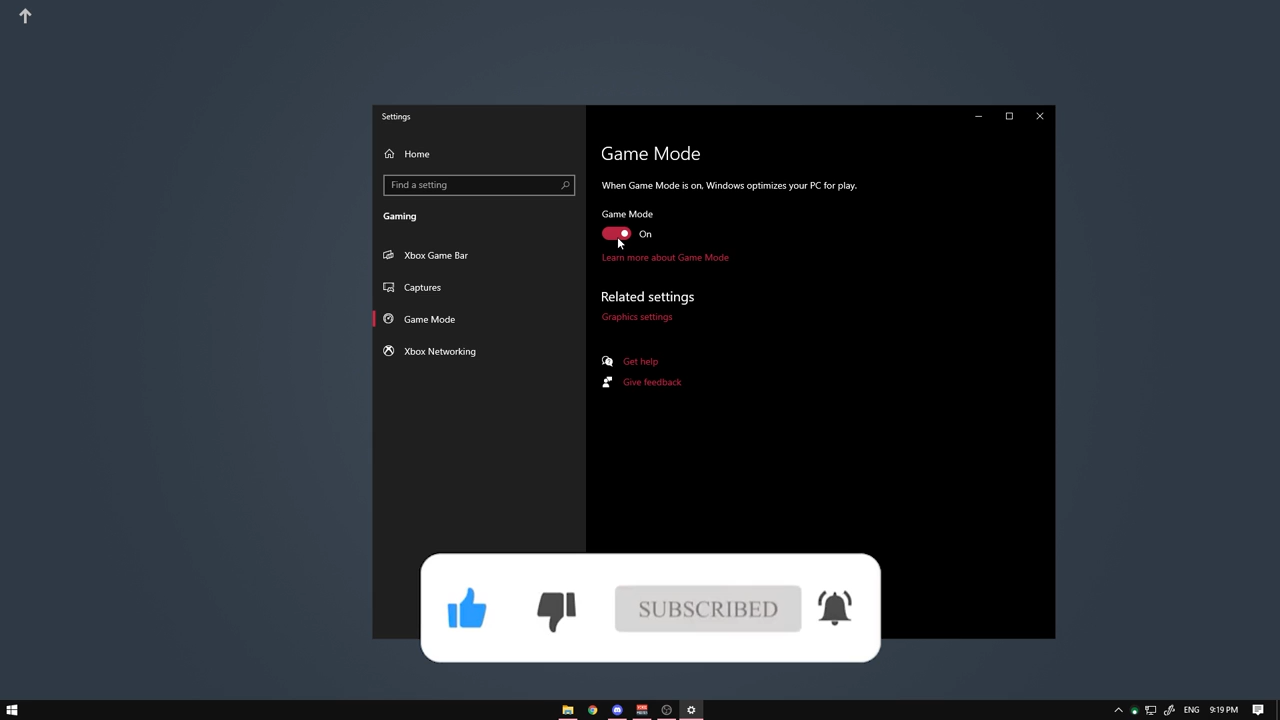 Settings
Home
Find a setting
Gaming
Xbox Game Bar
Captures
Game Mode
Xbox Networking
Game Mode
When Game Mode is on, Windows optimizes your PC for play.
Game Mode
On
Learn more about Game Mode
Related settings
Graphics settings
Get help
Give feedback
SUBSCRIBED
ENG
9:19 PM